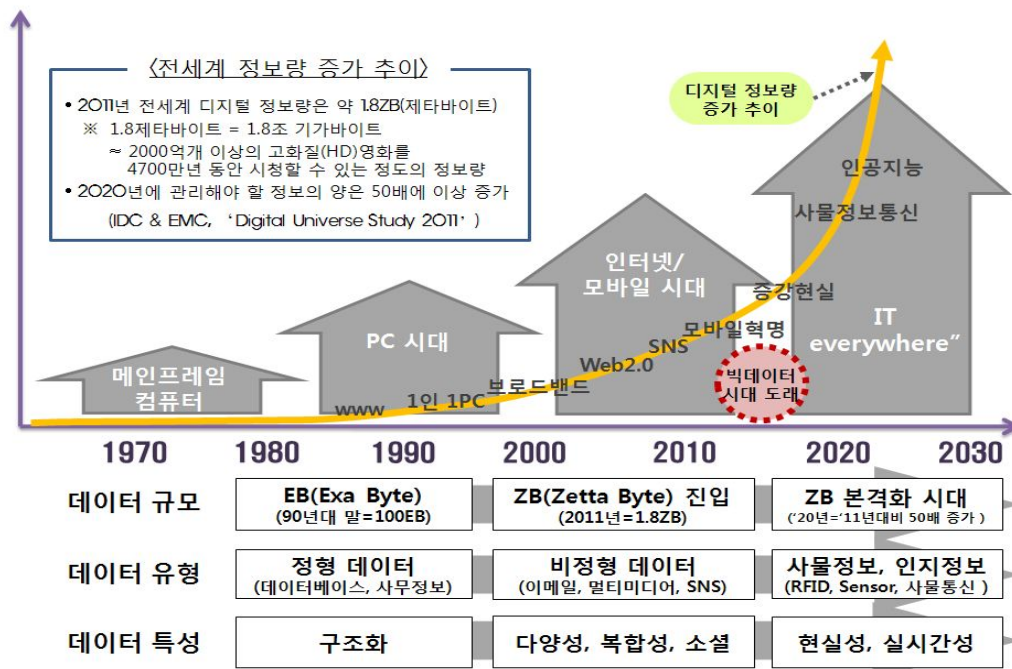 〈전세계 정보량 증가 추이〉
• 2011년 전세계 디지털 정보량은 약 1.8ZB(제타바이트)
※ 1.8제타바이트 = 1.8조 기가바이트
≈ 2000억개 이상의 고화질(HD)영화를
4700만년 동안 시청할 수 있는 정도의 정보량
• 2020년에 관리해야 할 정보의 양은 50배에 이상 증가
(IDC & EMC, ‘Digital Universe Study 2011’ )
디지털 정보량
증가 추이
메인프레임
컴퓨터
PC 시대
인터넷/
모바일 시대
IT
everywhere”
www
1인 1PC
브로드밴드
Web2.0
SNS
모바일혁명
증강현실
사물정보통신
인공지능
빅데이터
시대 도래
1970 1980 1990 2000 2010 2020 2030
데이터 규모
EB(Exa Byte)
(90년대 말=100EB)
ZB(Zetta Byte) 진입
(2011년=1.8ZB)
ZB 본격화 시대
(‘20년=‘11년대비 50배 증가 )
데이터 유형
정형 데이터
(데이터베이스, 사무정보)
비정형 데이터
(이메일, 멀티미디어, SNS)
사물정보, 인지정보
(RFID, Sensor, 사물통신 )
데이터 특성
구조화
다양성, 복합성, 소셜
현실성, 실시간성